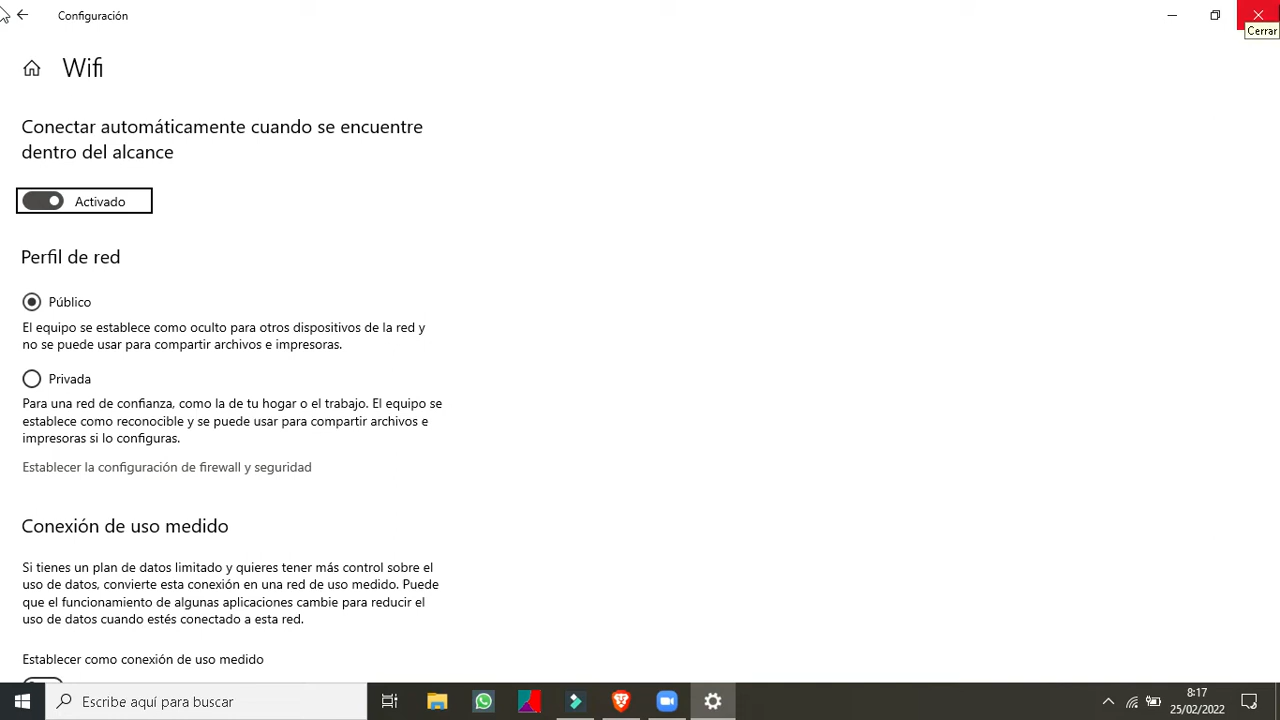 Configuración
Cerrar
Wifi
Conectar automáticamente cuando se encuentre
dentro del alcance
Activado
Perfil de red
Público
El equipo se establece como oculto para otros dispositivos de la red y
no se puede usar para compartir archivos e impresoras.
Privada
Para una red de confianza, como la de tu hogar o el trabajo. El equipo se
establece como reconocible y se puede usar para compartir archivos e
impresoras si lo configuras.
Establecer la configuración de firewall y seguridad
Conexión de uso medido
Si tienes un plan de datos limitado y quieres tener más control sobre el
uso de datos, convierte esta conexión en una red de uso medido. Puede
que el funcionamiento de algunas aplicaciones cambie para reducir el
uso de datos cuando estés conectado a esta red.
Establecer como conexión de uso medido
Escribe aquí para buscar
8:17
25/02/2022